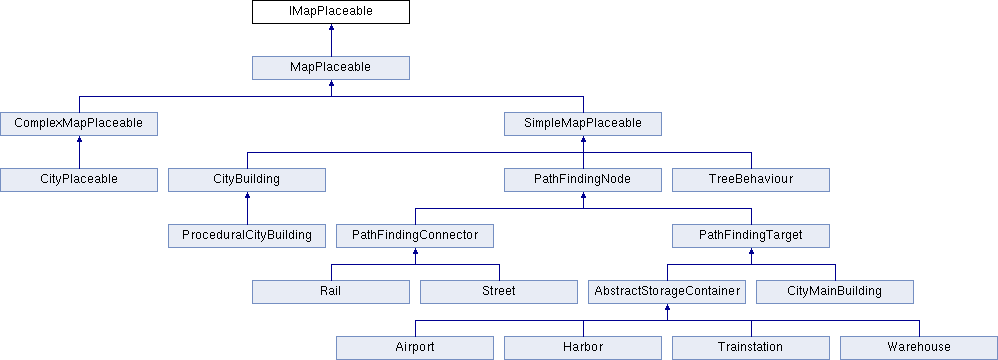 IMapPlaceable
MapPlaceable
ComplexMapPlaceable SimpleMapPlaceable
CityPlaceable CityBuilding PathFindingNode TreeBehaviour
ProceduralCityBuilding PathFindingConnector PathFindingTarget
Rail Street AbstractStorageContainer CityMainBuilding
Airport Harbor Trainstation Warehouse